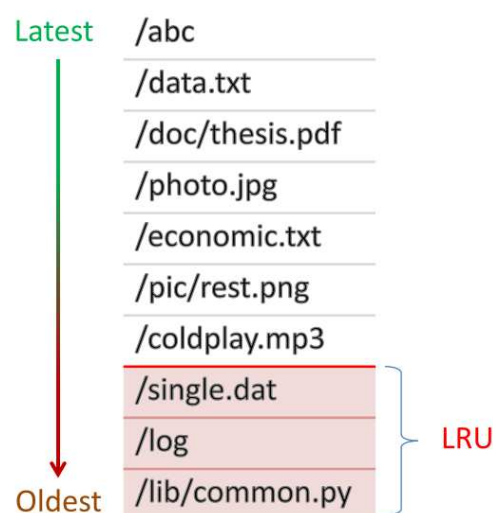 Latest
/abc
/data.txt
/doc/thesis.pdf
/photo.jpg
/economic.txt
/pic/rest.png
/coldplay.mp3
/single.dat
/log
LRU
/lib/common.py
Oldest